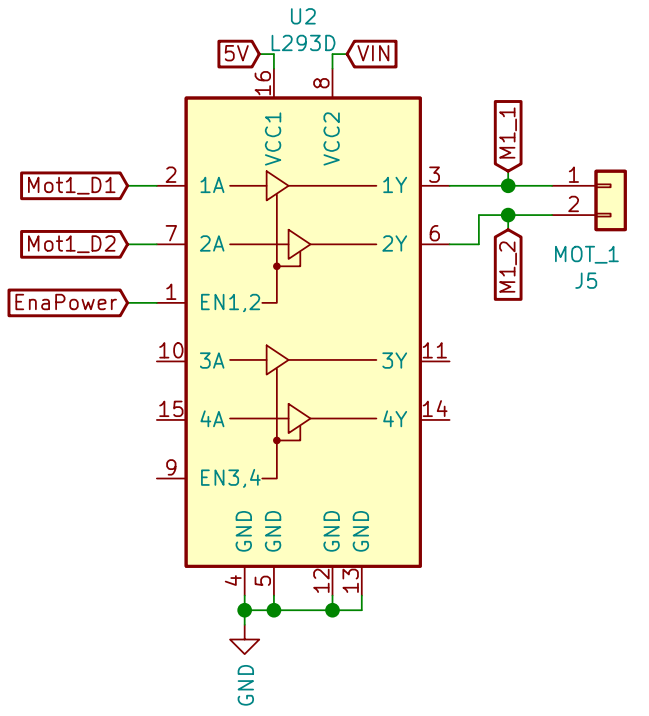 U2
L293D
5V
VIN
16
8
VCC1
VCC2
M1_1
Mot1_D1
2
1A
1Y
3
1
2
Mot1_D2
7
2A
2Y
6
M1_2
MOT_1
J5
EnaPower
1
EN1,2
10
3A
3Y
11
15
4A
4Y
14
9
EN3,4
GND
GND
GND
GND
4
5
12
13
GND